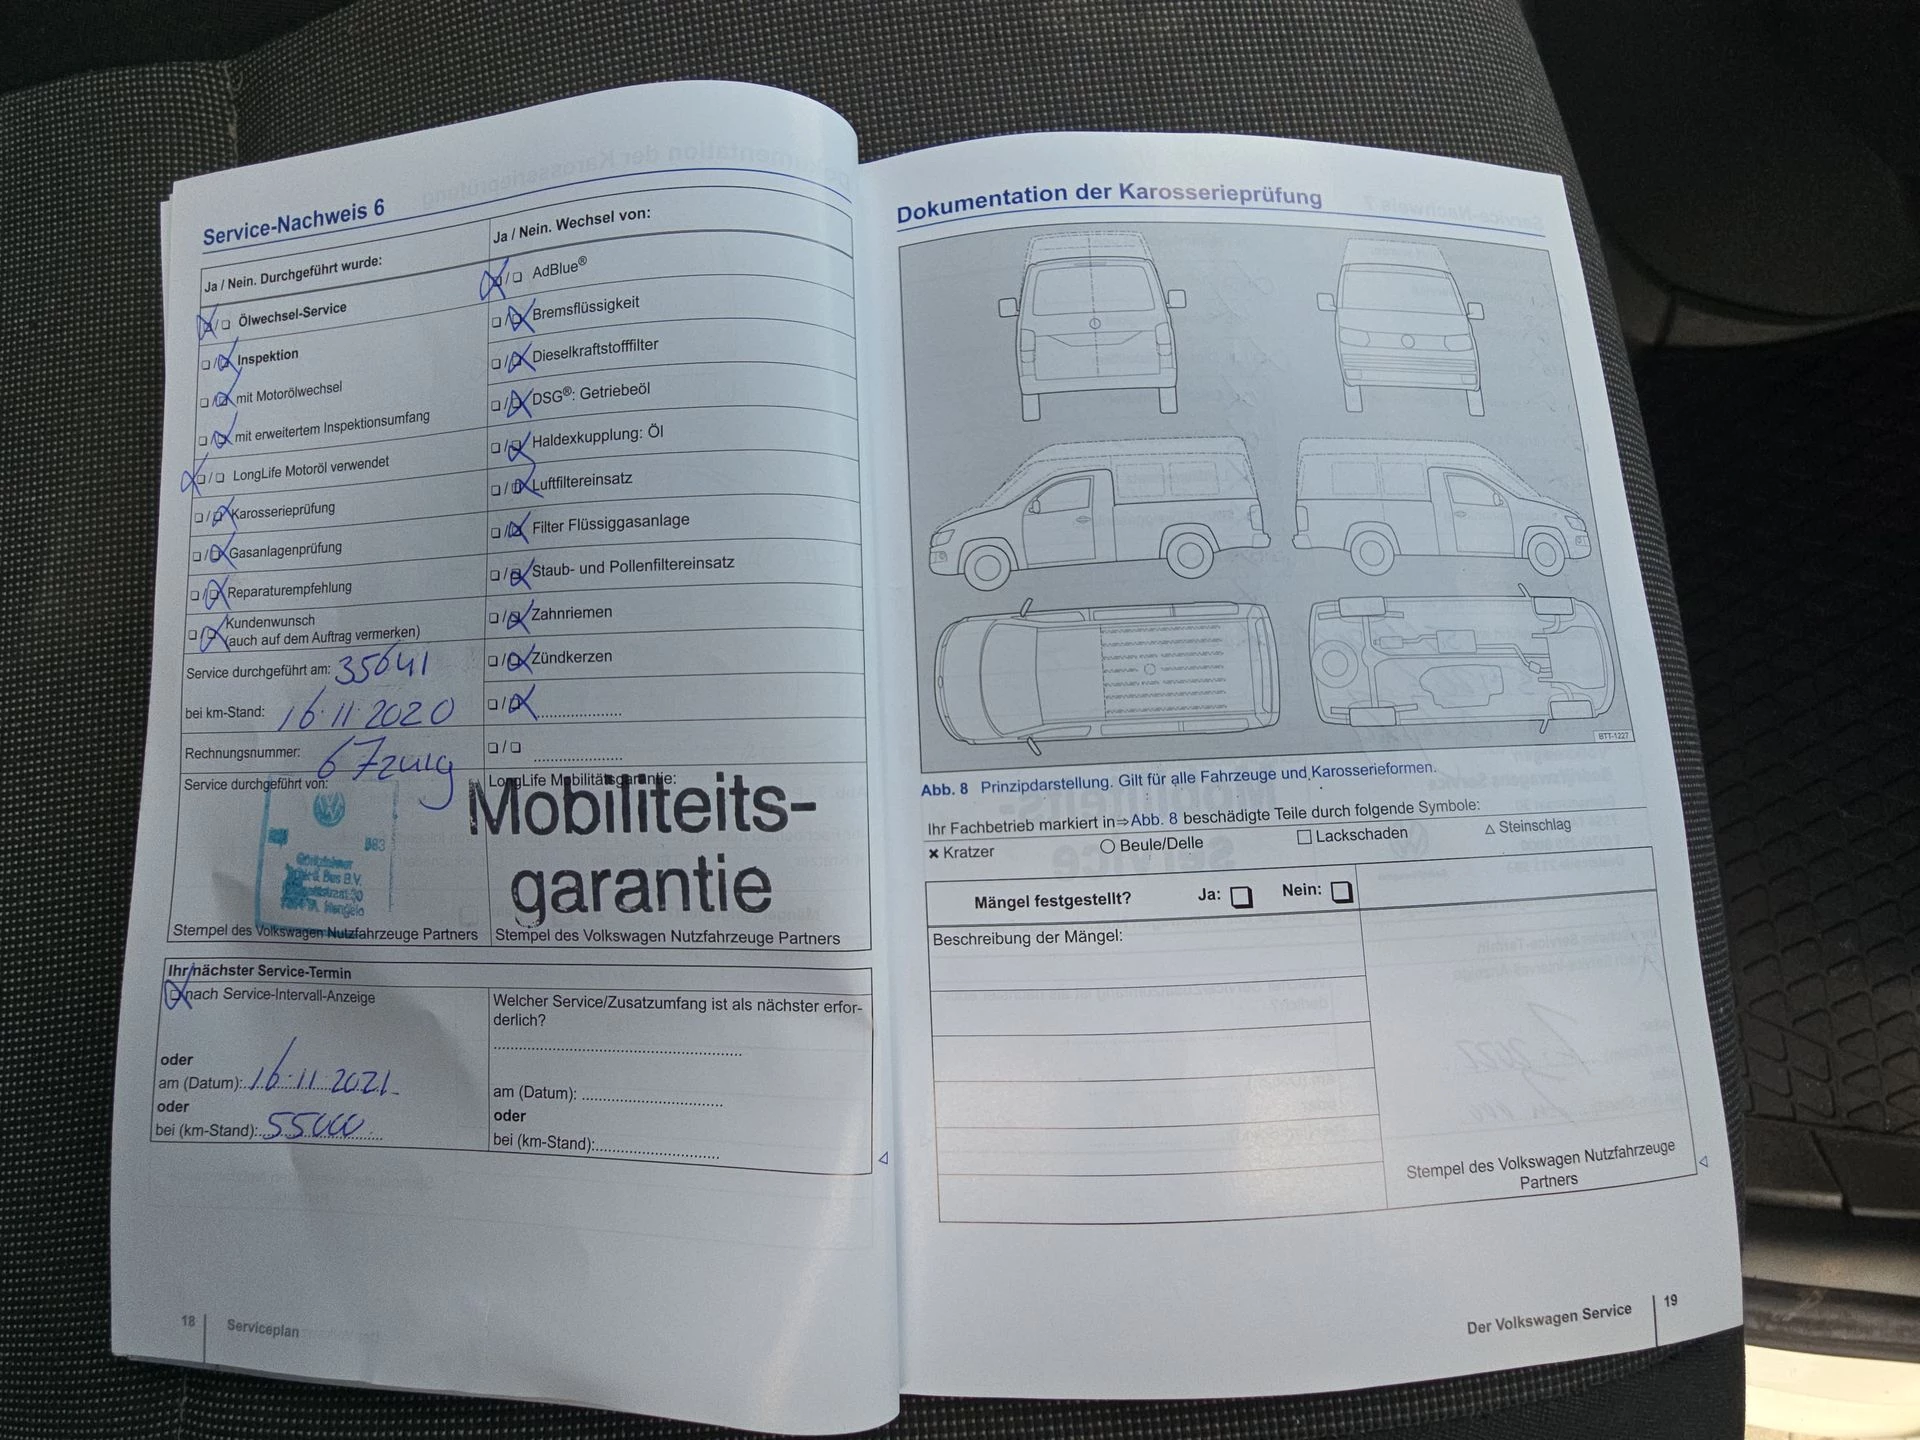 Service-Nachweis 6
Ja / Nein. Durchgeführt wurde:
Ölwechsel-Service
Inspektion
mit Motorölwechsel
mit erweitertem Inspektionsumfang
LongLife Motoröl verwendet
Karosserieprüfung
Gasanlagenprüfung
Reparaturempfehlung
Kundenwunsch
(auch auf dem Auftrag vermerken)
Service durchgeführt am: 35641
bei km-Stand: 16.11.2020
Rechnungsnummer:
Service durchgeführt von:
583
Stempel des Volkswagen Nutzfahrzeuge Partners
Ja / Nein. Wechsel von:
AdBlue®
Bremsflüssigkeit
Dieselkraftstofffilter
DSG®: Getriebeöl
Haldexkupplung: Öl
Luftfiltereinsatz
Filter Flüssiggasanlage
Staub- und Pollenfiltereinsatz
Zahnriemen
Zündkerzen
LongLife Mobilitätsgarantie:
Mobiliteits-
garantie
Stempel des Volkswagen Nutzfahrzeuge Partners
Ihr nächster Service-Termin
nach Service-Intervall-Anzeige
oder
am (Datum): 16.11.2021
oder
bei (km-Stand): 55000
Welcher Service/Zusatzumfang ist als nächster erfor-
derlich?
am (Datum):
oder
bei (km-Stand):
18 Serviceplan
Dokumentation der Karosserieprüfung
BTT-1227
Abb. 8 Prinzipdarstellung. Gilt für alle Fahrzeuge und Karosserieformen.
Ihr Fachbetrieb markiert in⇒Abb. 8 beschädigte Teile durch folgende Symbole:
× Kratzer ○ Beule/Delle □ Lackschaden △ Steinschlag
Mängel festgestellt? Ja: □ Nein: □
Beschreibung der Mängel:
Stempel des Volkswagen Nutzfahrzeuge
Partners
Der Volkswagen Service 19